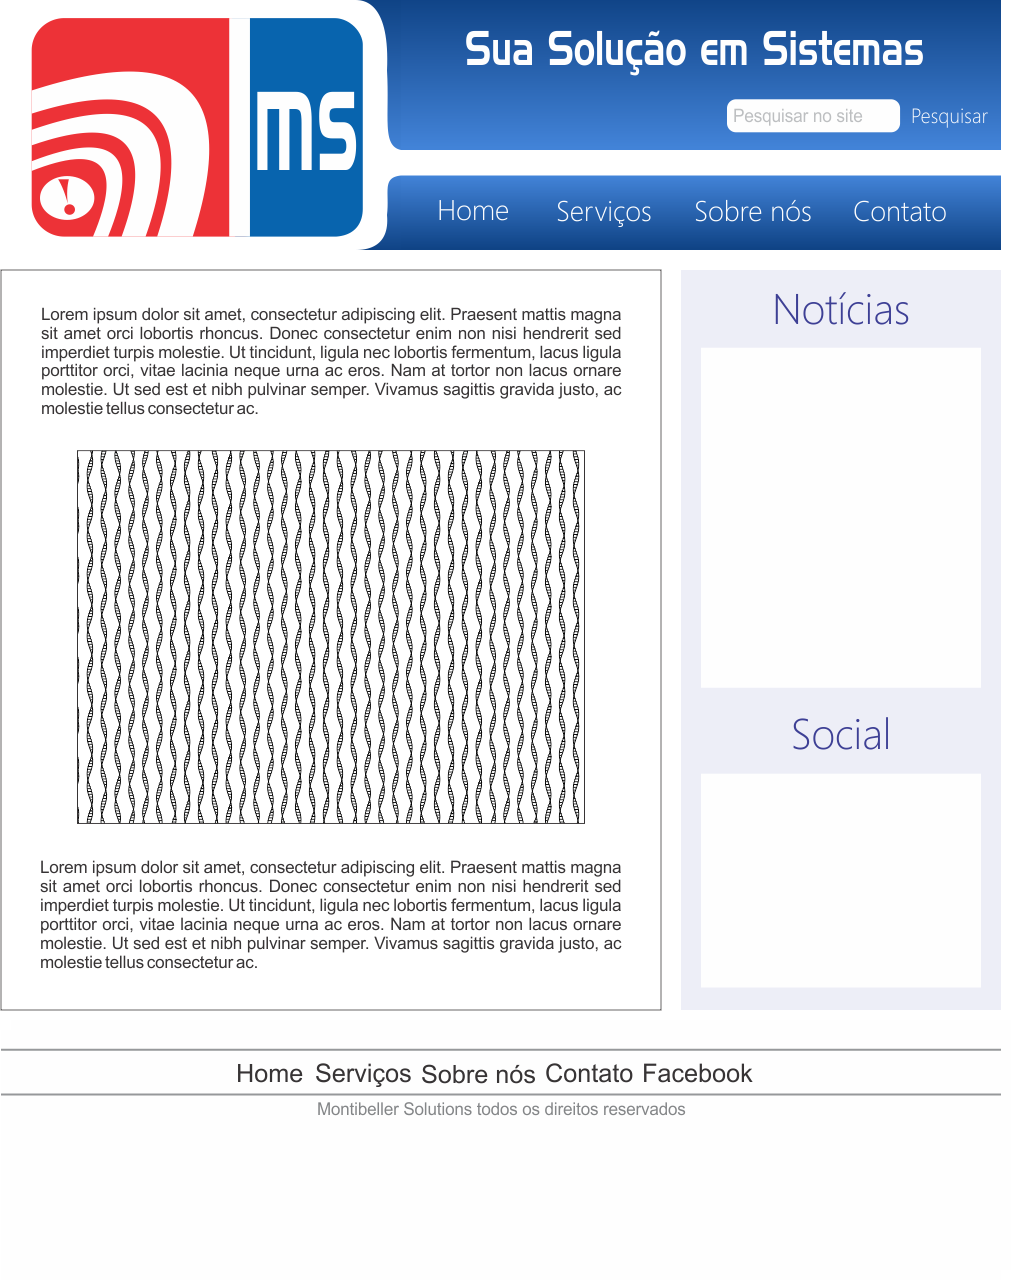 ms
Sua Solução em Sistemas
Pesquisar no site
Pesquisar
Home Serviços Sobre nós Contato
Lorem ipsum dolor sit amet, consectetur adipiscing elit. Praesent mattis magna
sit amet orci lobortis rhoncus. Donec consectetur enim non nisi hendrerit sed
imperdiet turpis molestie. Ut tincidunt, ligula nec lobortis fermentum, lacus ligula
porttitor orci, vitae lacinia neque urna ac eros. Nam at tortor non lacus ornare
molestie. Ut sed est et nibh pulvinar semper. Vivamus sagittis gravida justo, ac
molestie tellus consectetur ac.
Lorem ipsum dolor sit amet, consectetur adipiscing elit. Praesent mattis magna
sit amet orci lobortis rhoncus. Donec consectetur enim non nisi hendrerit sed
imperdiet turpis molestie. Ut tincidunt, ligula nec lobortis fermentum, lacus ligula
porttitor orci, vitae lacinia neque urna ac eros. Nam at tortor non lacus ornare
molestie. Ut sed est et nibh pulvinar semper. Vivamus sagittis gravida justo, ac
molestie tellus consectetur ac.
Notícias
Social
Home Serviços Sobre nós Contato Facebook
Montibeller Solutions todos os direitos reservados